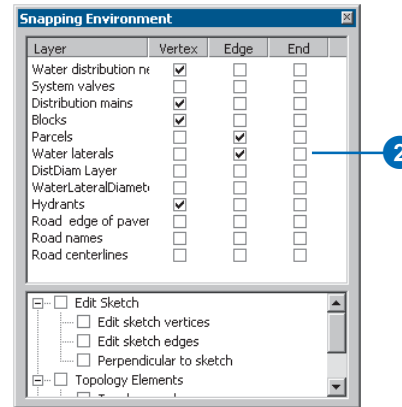 Snapping Environment
Layer Vertex Edge End
Water distribution ne
System valves
Distribution mains
Blocks
Parcels
Water laterals
2
DistDiam Layer
WaterLateralDiamet
Hydrants
Road edge of paver
Road names
Road centerlines
Edit Sketch
Edit sketch vertices
Edit sketch edges
Perpendicular to sketch
Topology Elements